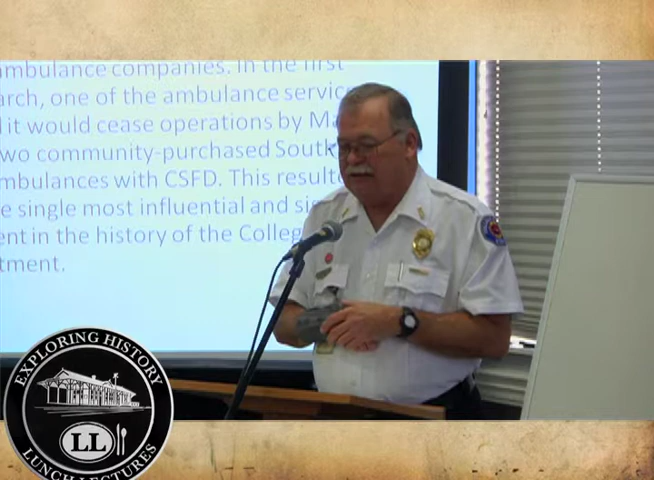 ambulance companies. In the first
arch, one of the ambulance service
it would cease operations by Ma
wo community-purchased South
mbulances with CSFD. This resulte
e single most influential and si
ent in the history of the Colleg
tment.
EXPLORING HISTORY
LL
LUNCH LECTURES